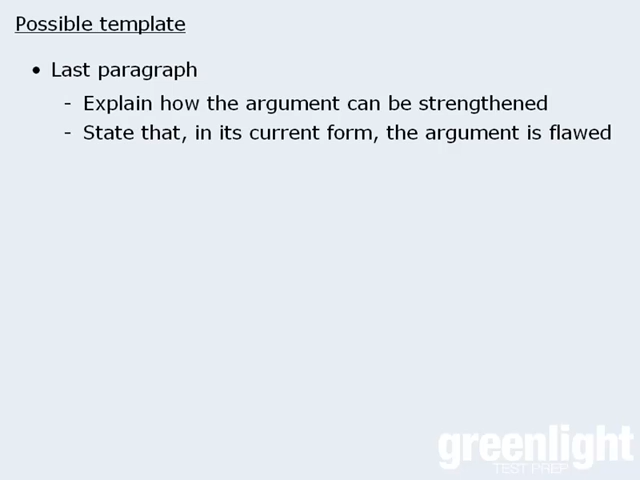 Possible template
• Last paragraph
- Explain how the argument can be strengthened
- State that, in its current form, the argument is flawed
greenlight
TEST PREP